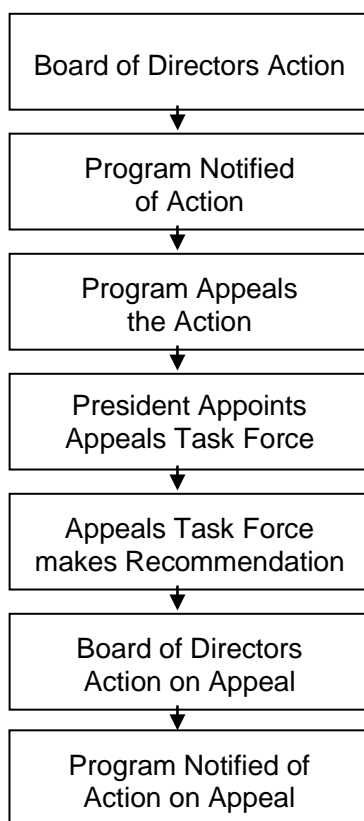 Board of Directors Action
Program Notified
of Action
Program Appeals
the Action
President Appoints
Appeals Task Force
Appeals Task Force
makes Recommendation
Board of Directors
Action on Appeal
Program Notified of
Action on Appeal